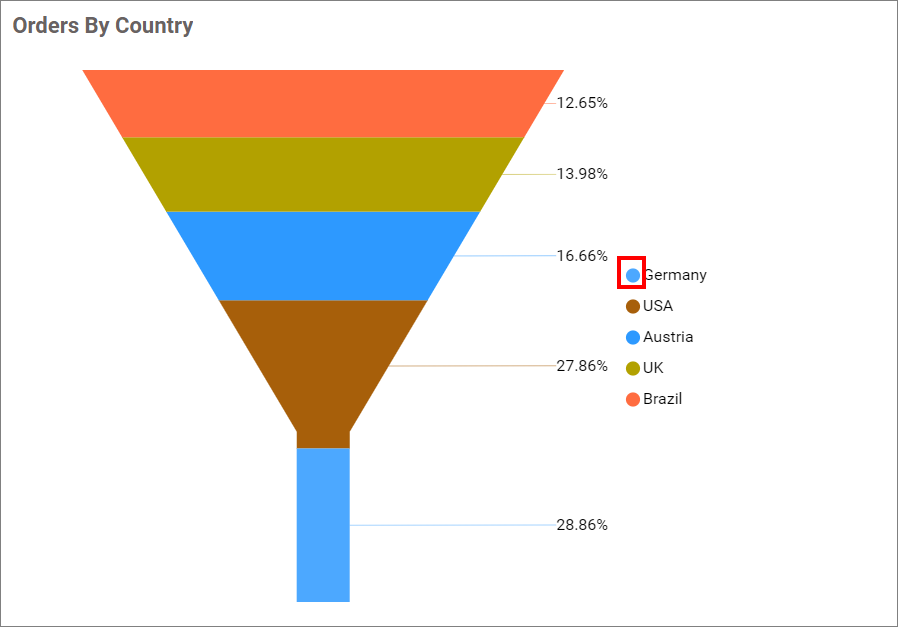 Orders By Country
12.65%
13.98%
16.66%
Germany
USA
Austria
27.86%
UK
Brazil
28.86%